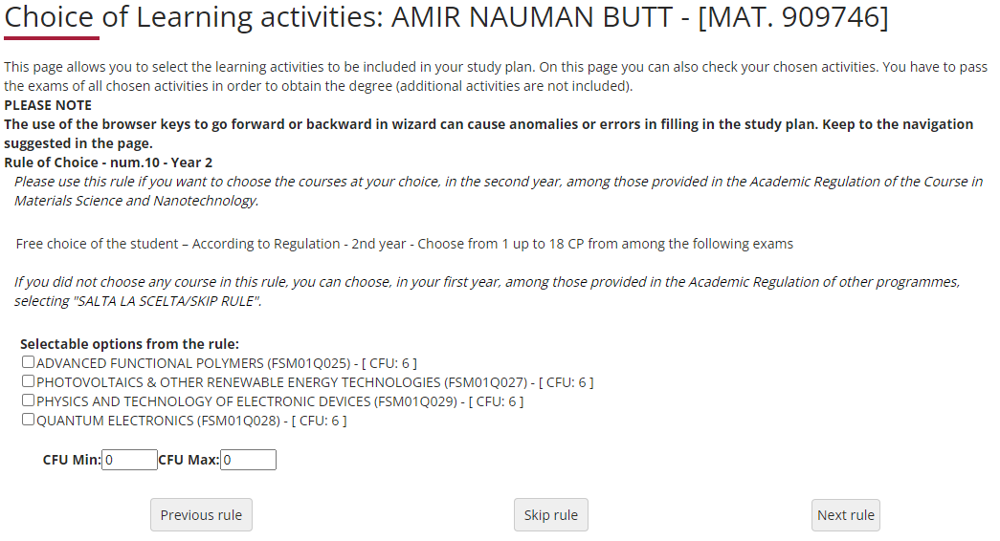 Choice of Learning activities: AMIR NAUMAN BUTT - [MAT. 909746]
This page allows you to select the learning activities to be included in your study plan. On this page you can also check your chosen activities. You have to pass
the exams of all chosen activities in order to obtain the degree (additional activities are not included).
PLEASE NOTE
The use of the browser keys to go forward or backward in wizard can cause anomalies or errors in filling in the study plan. Keep to the navigation
suggested in the page.
Rule of Choice - num.10 - Year 2
Please use this rule if you want to choose the courses at your choice, in the second year, among those provided in the Academic Regulation of the Course in
Materials Science and Nanotechnology.
Free choice of the student – According to Regulation - 2nd year - Choose from 1 up to 18 CP from among the following exams
If you did not choose any course in this rule, you can choose, in your first year, among those provided in the Academic Regulation of other programmes,
selecting "SALTA LA SCELTA/SKIP RULE".
Selectable options from the rule:
ADVANCED FUNCTIONAL POLYMERS (FSM01Q025) - [ CFU: 6 ]
PHOTOVOLTAICS & OTHER RENEWABLE ENERGY TECHNOLOGIES (FSM01Q027) - [ CFU: 6 ]
PHYSICS AND TECHNOLOGY OF ELECTRONIC DEVICES (FSM01Q029) - [ CFU: 6 ]
QUANTUM ELECTRONICS (FSM01Q028) - [ CFU: 6 ]
CFU Min: 0 CFU Max: 0
Previous rule Skip rule Next rule